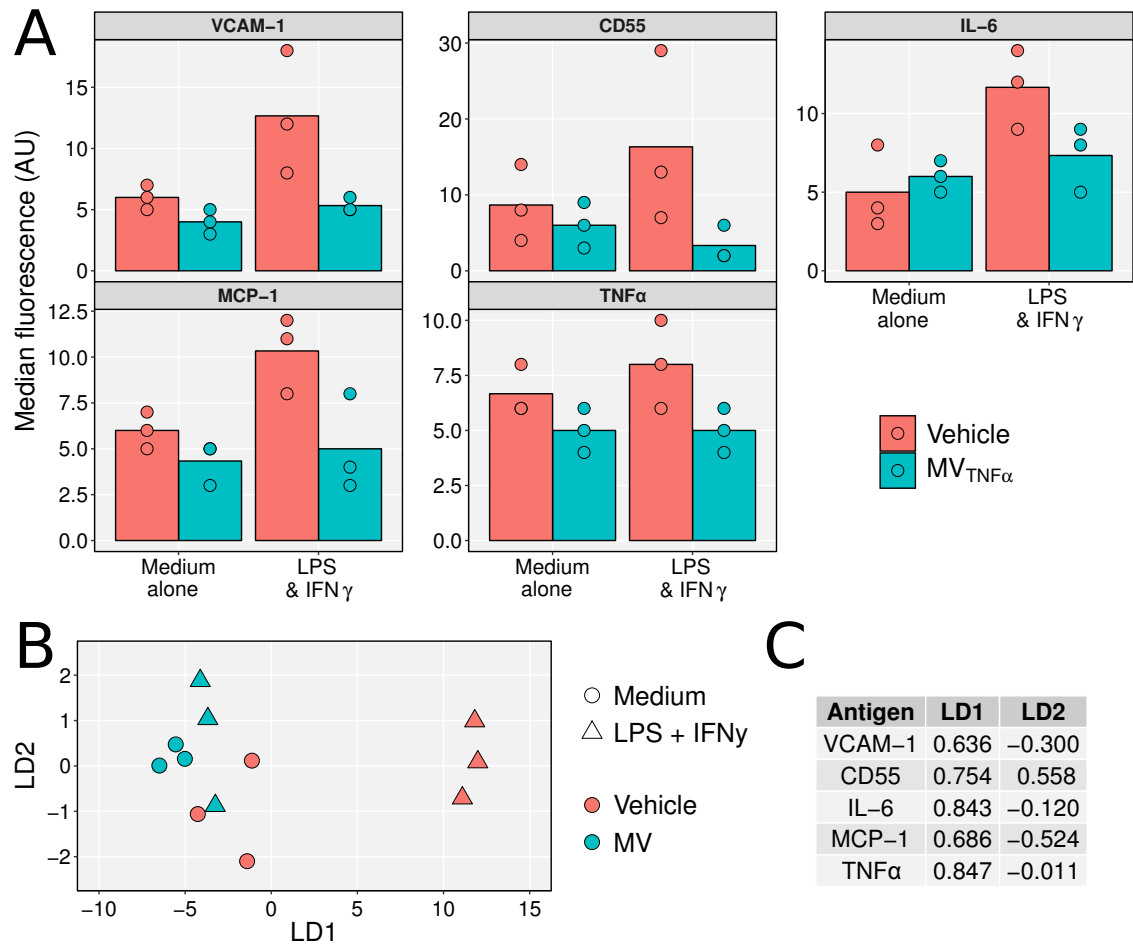 A
VCAM−1
CD55
IL−6
Median fluorescence (AU)
15
10
5
0
30
20
10
0
10
5
0
Medium alone
LPS & IFN γ
MCP−1
TNFα
12.5
10.0
7.5
5.0
2.5
0.0
10.0
7.5
5.0
2.5
0.0
Medium alone
LPS & IFN γ
Medium alone
LPS & IFN γ
Vehicle
MVTNFα
B
LD2
2
1
0
−1
−2
−10
−5
0
5
10
15
LD1
Medium
LPS + IFNy
Vehicle
MV
C
Antigen LD1 LD2
VCAM−1 0.636 −0.300
CD55 0.754 0.558
IL−6 0.843 −0.120
MCP−1 0.686 −0.524
TNFα 0.847 −0.011